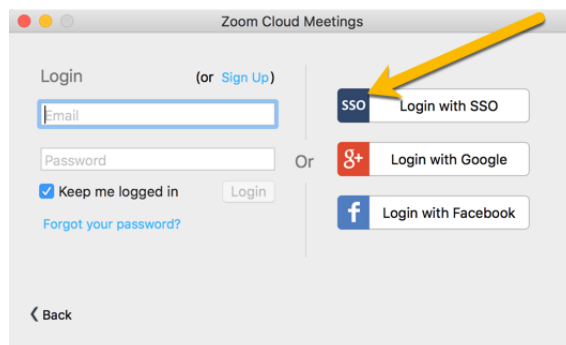 Zoom Cloud Meetings
Login (or Sign Up)
Email
Password
Keep me logged in
Login
Forgot your password?
Or
SSO Login with SSO
8+ Login with Google
f Login with Facebook
Back